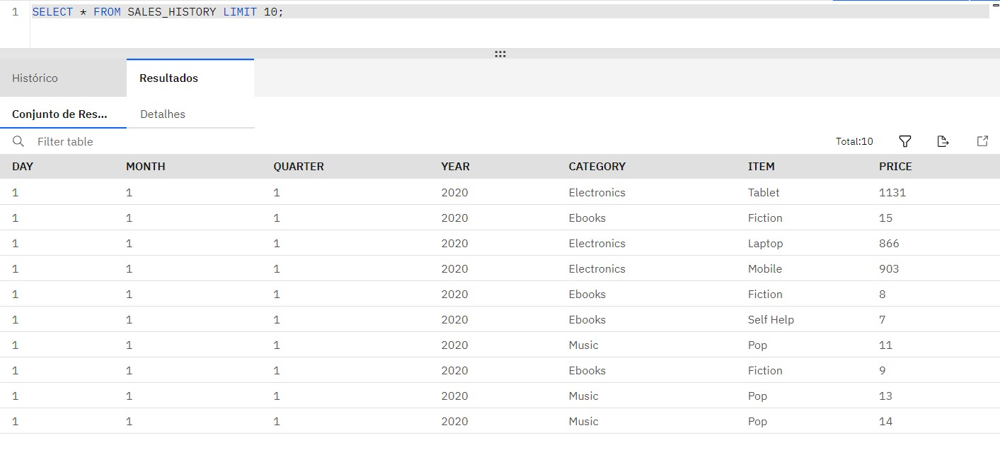 1 SELECT * FROM SALES_HISTORY LIMIT 10;
Histórico Resultados
Conjunto de Res... Detalhes
Filter table Total:10
DAY MONTH QUARTER YEAR CATEGORY ITEM PRICE
1 1 1 2020 Electronics Tablet 1131
1 1 1 2020 Ebooks Fiction 15
1 1 1 2020 Electronics Laptop 866
1 1 1 2020 Electronics Mobile 903
1 1 1 2020 Ebooks Fiction 8
1 1 1 2020 Ebooks Self Help 7
1 1 1 2020 Music Pop 11
1 1 1 2020 Ebooks Fiction 9
1 1 1 2020 Music Pop 13
1 1 1 2020 Music Pop 14